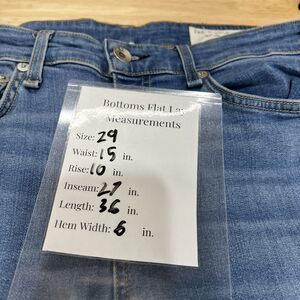 Bottoms Flat Lay
Measurements
Size: 29
Waist: 15 in.
Rise: 10 in.
Inseam: 27 in.
Length: 36 in.
Hem Width: 6 in.